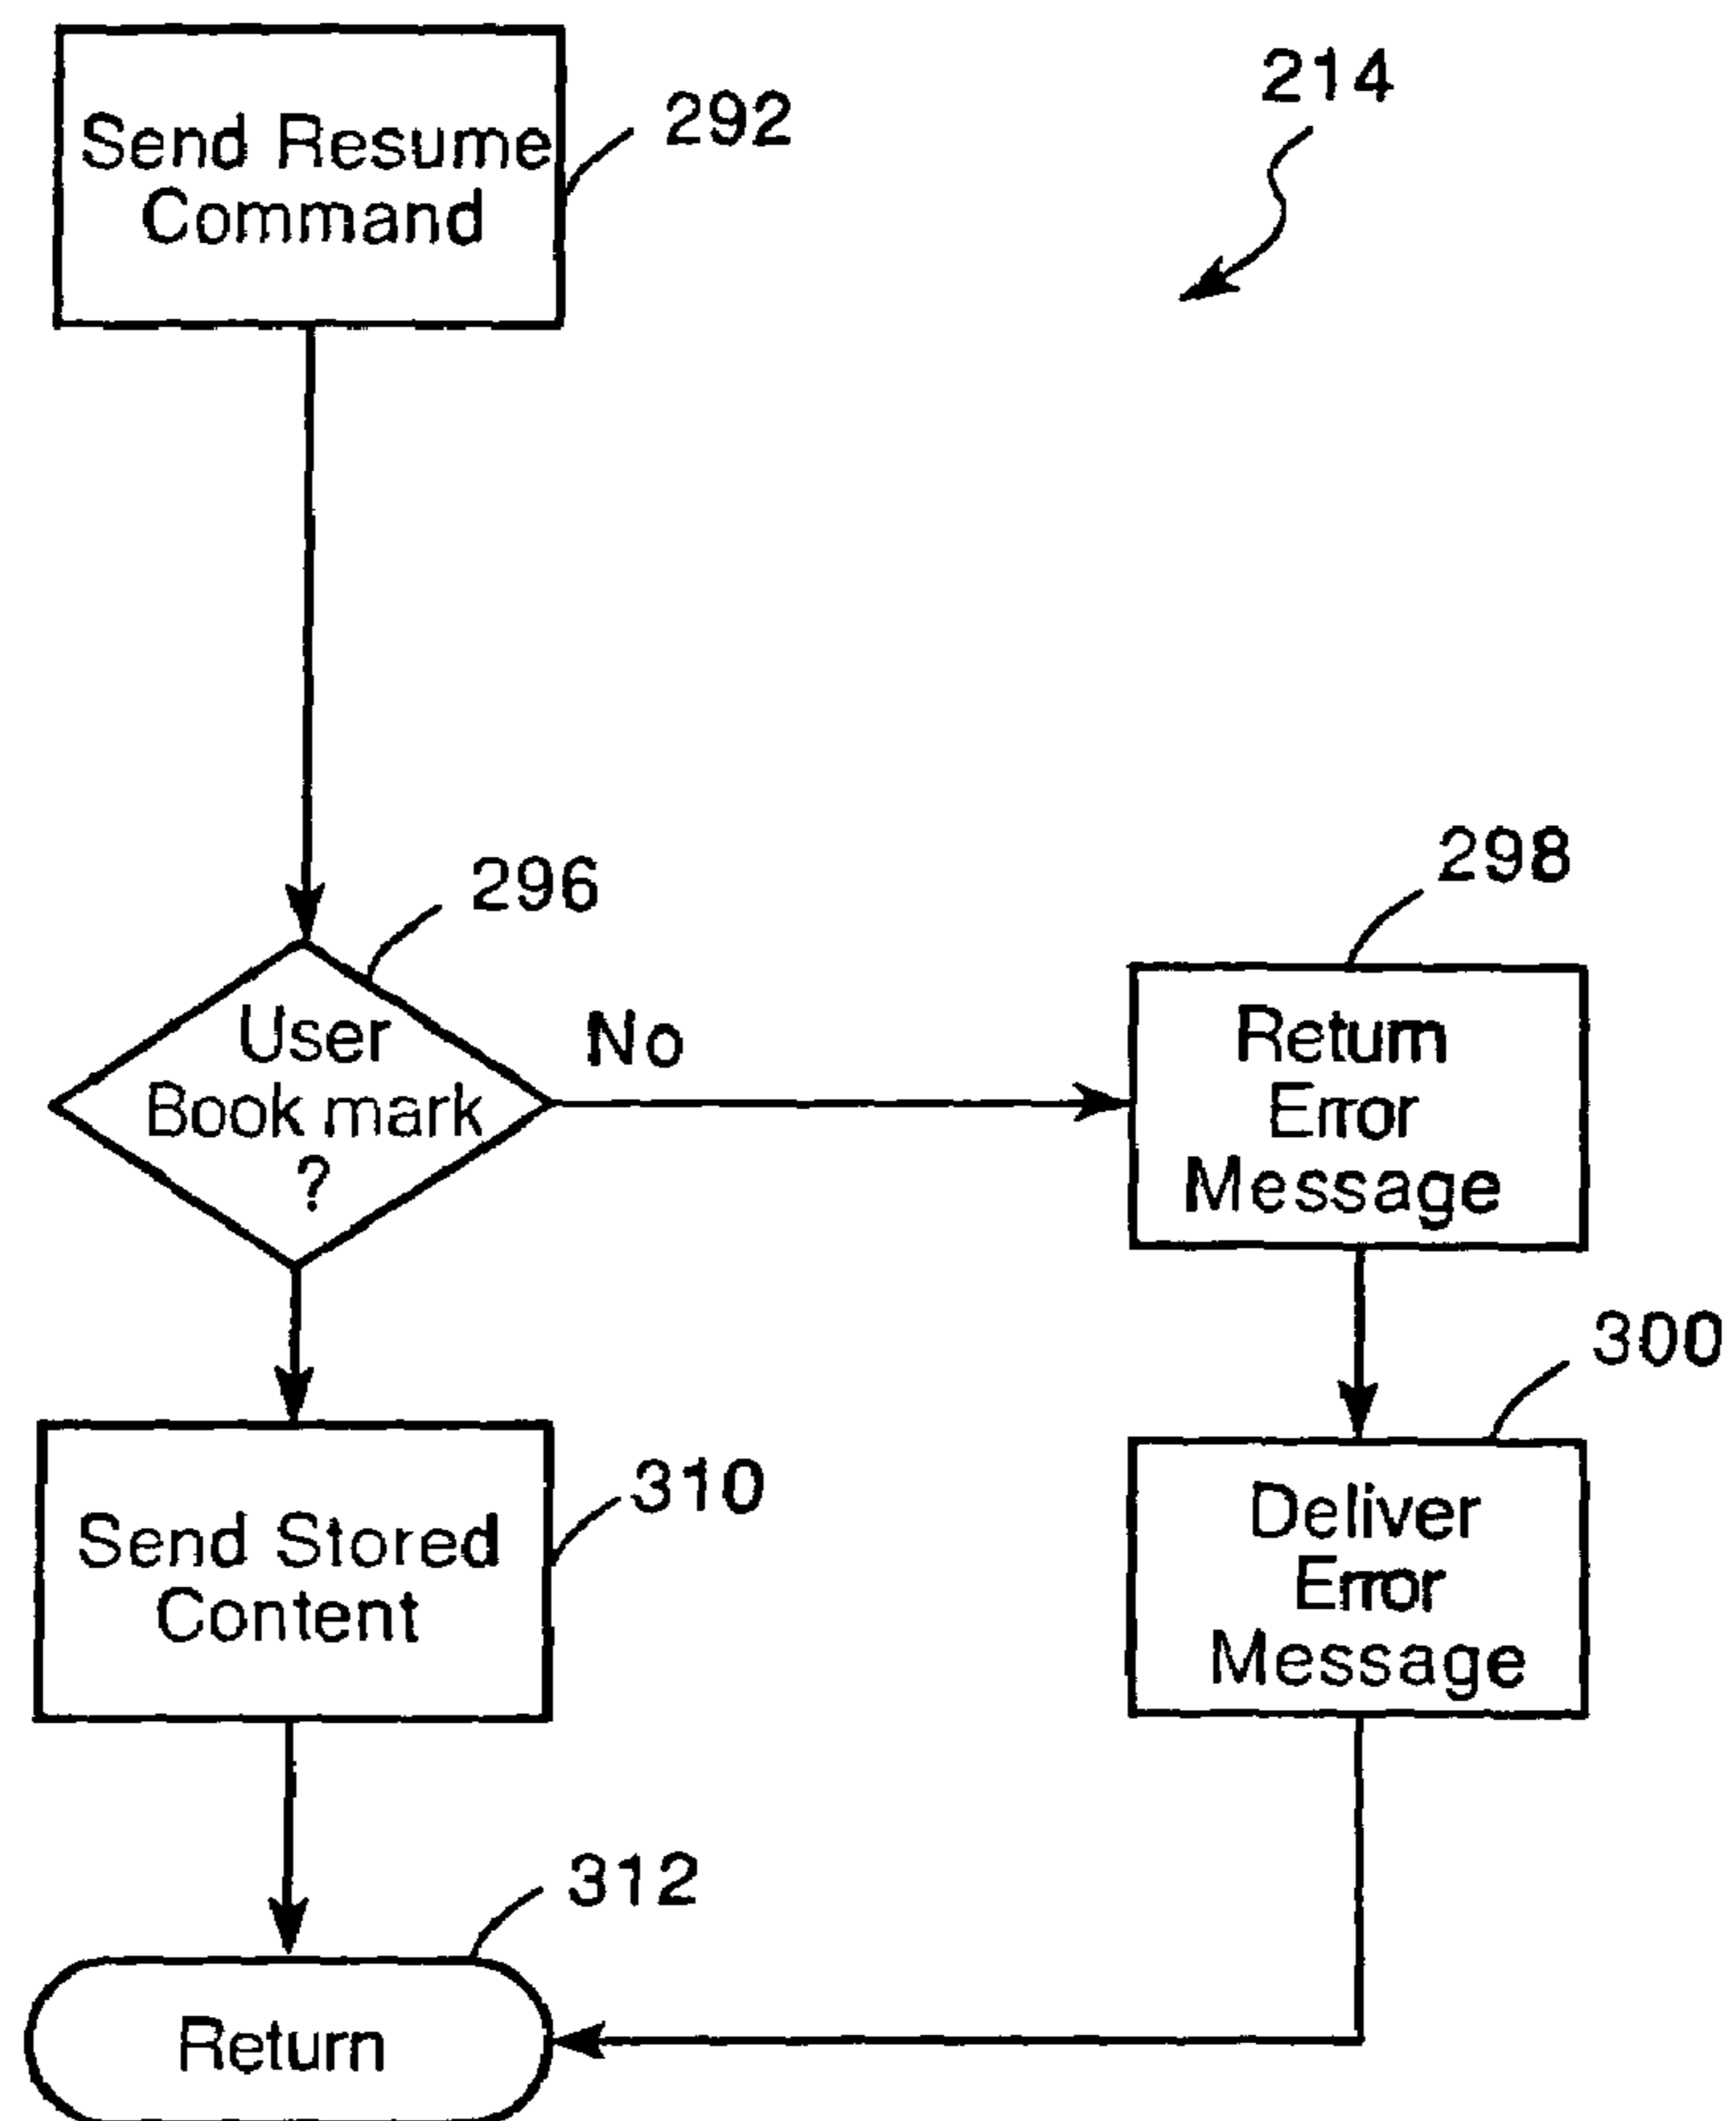 Send Resume
Command
292
214
296
User
Book mark
?
No
298
Return
Error
Message
300
Deliver
Error
Message
Send Stored
Content
310
312
Return